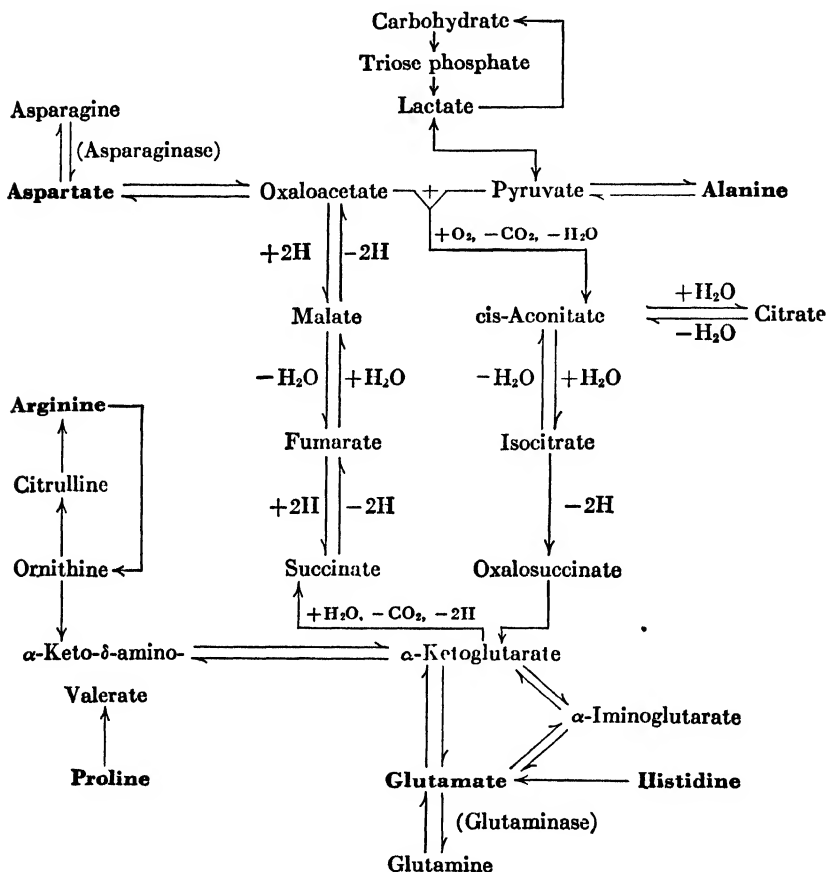 Carbohydrate
Triose phosphate
Lactate
Asparagine
(Asparaginase)
Aspartate
Oxaloacetate
+
Pyruvate
Alanine
+O₂, −CO₂, −H₂O
+2H −2H
Malate
cis-Aconitate
+H₂O
−H₂O
Citrate
−H₂O +H₂O
−H₂O +H₂O
Arginine
Fumarate
Isocitrate
Citrulline
+2H −2H
−2H
Ornithine
Succinate
Oxalosuccinate
+H₂O, −CO₂, −2H
α-Keto-δ-amino-
Valerate
α-Ketoglutarate
α-Iminoglutarate
Proline
Glutamate
Histidine
(Glutaminase)
Glutamine